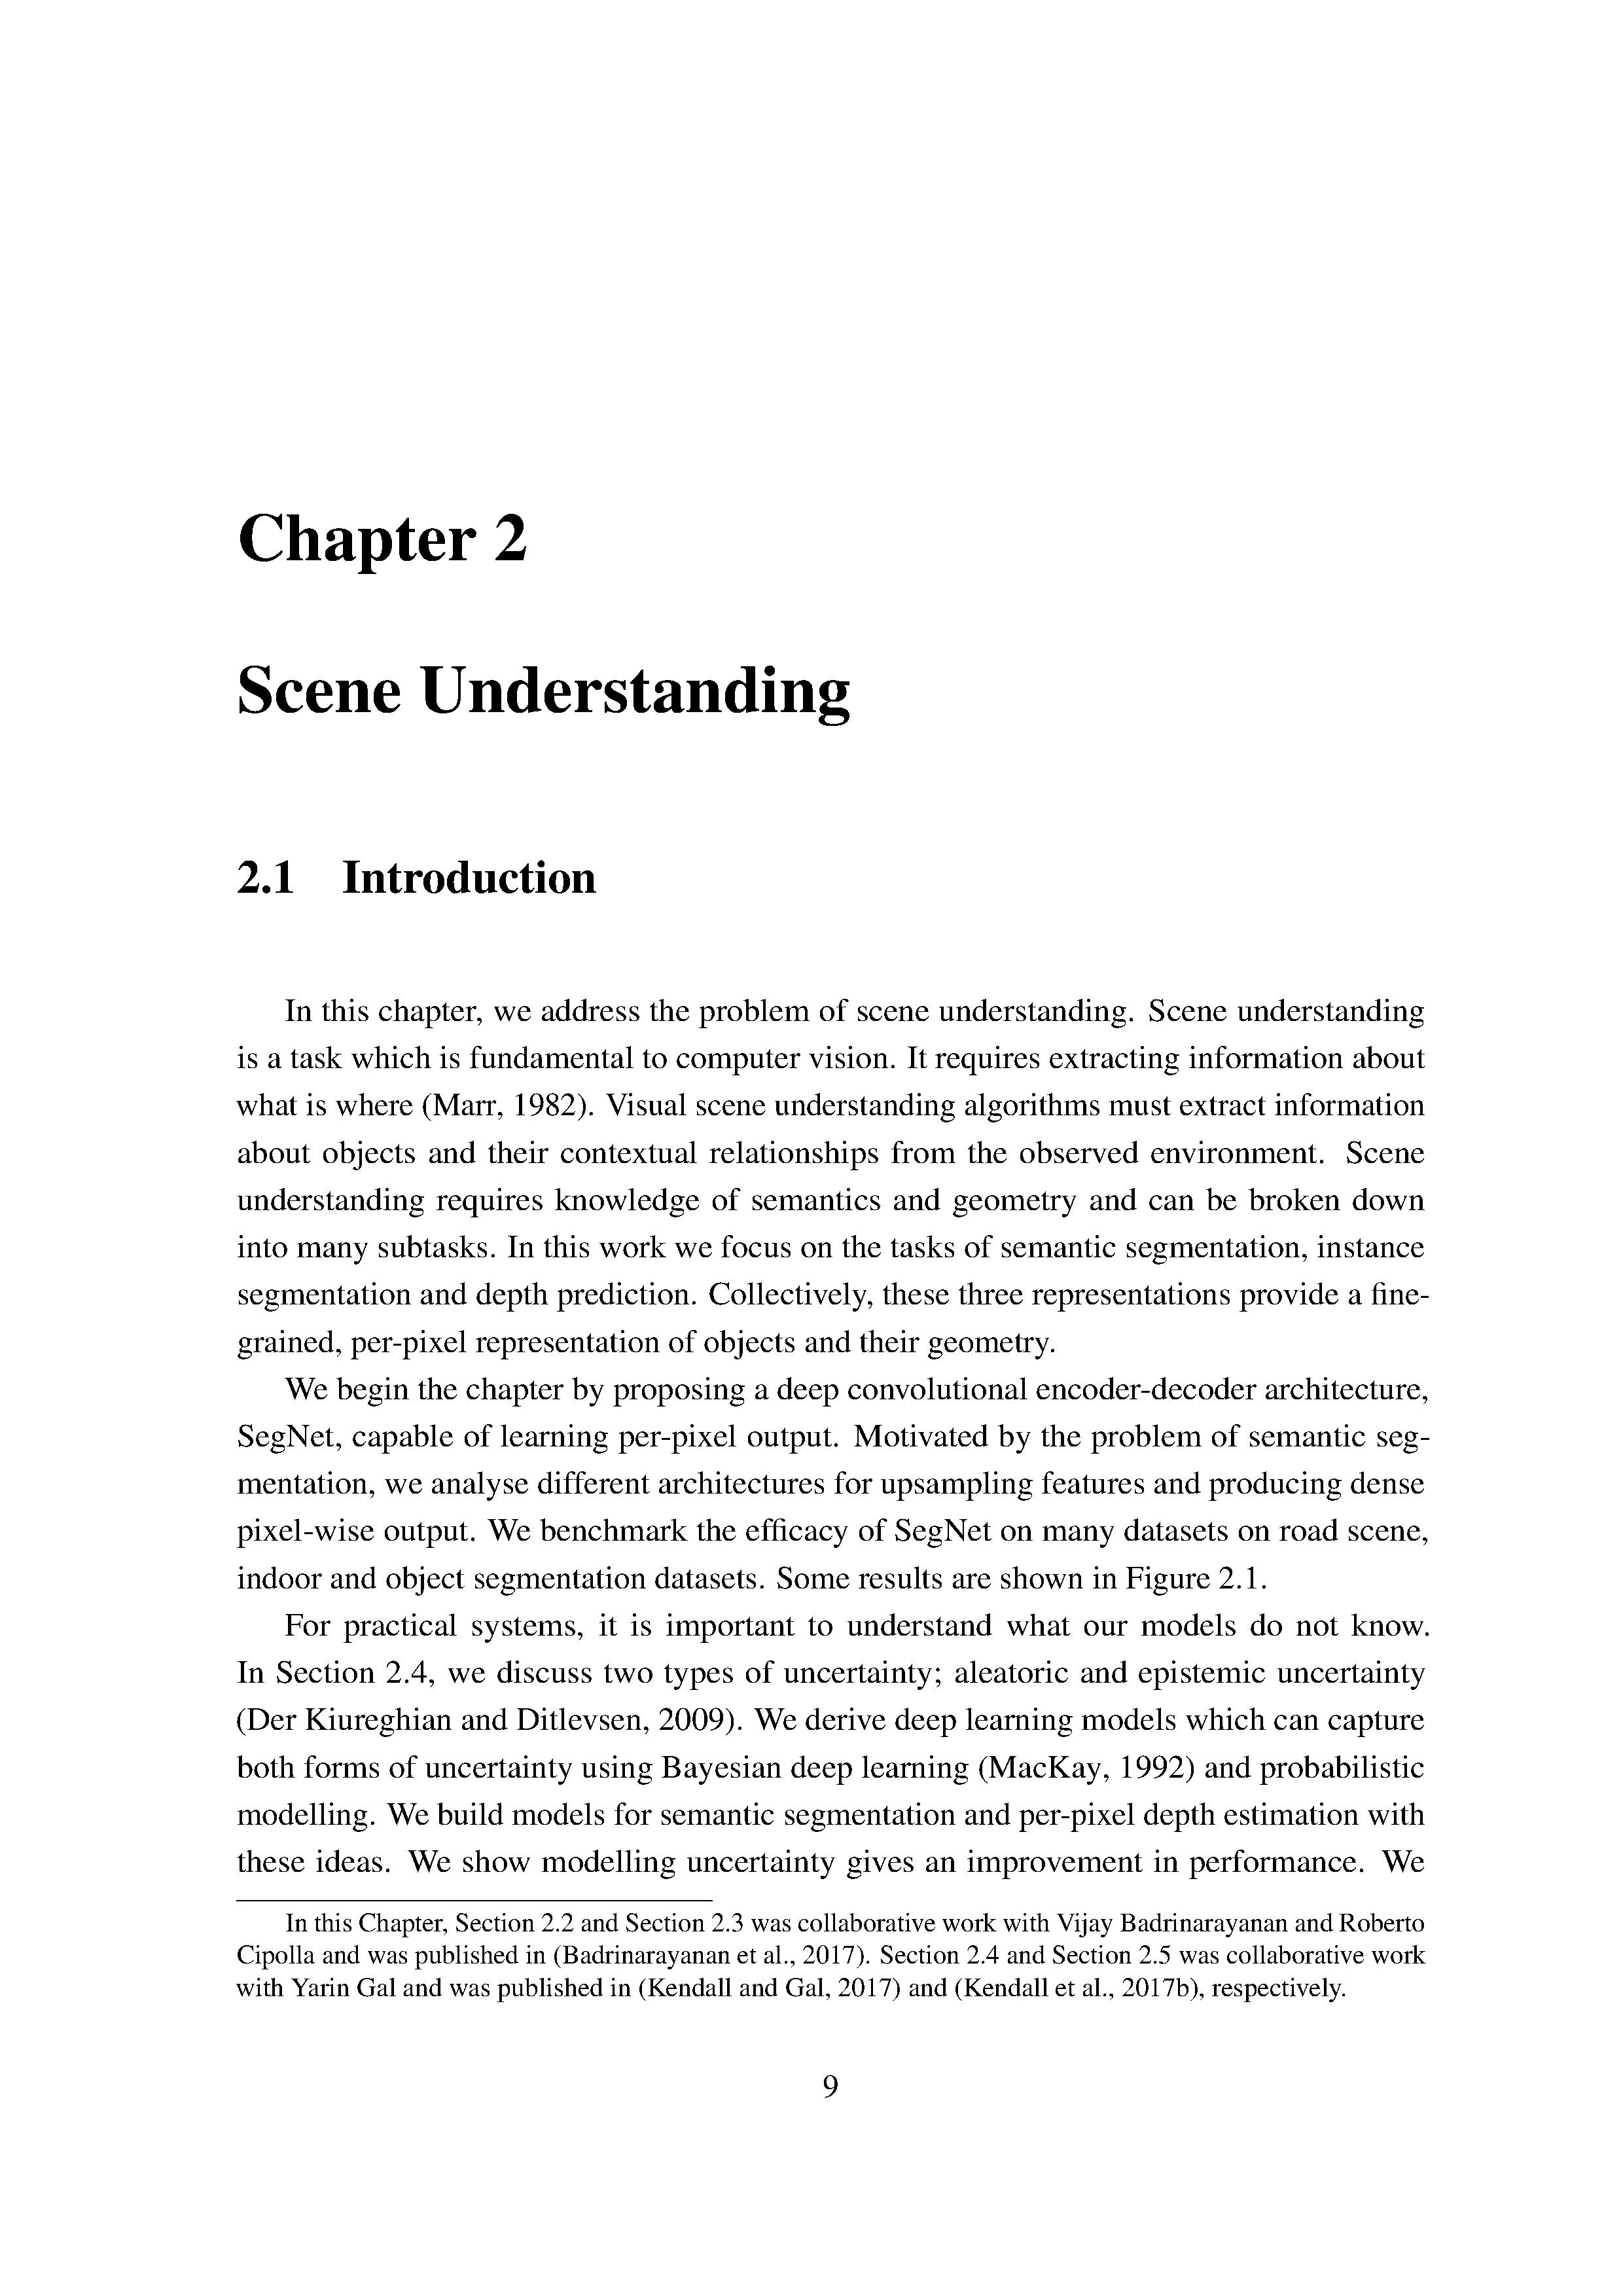 Chapter 2
Scene Understanding
2.1 Introduction
In this chapter, we address the problem of scene understanding. Scene understanding
is a task which is fundamental to computer vision. It requires extracting information about
what is where (Marr, 1982). Visual scene understanding algorithms must extract information
about objects and their contextual relationships from the observed environment. Scene
understanding requires knowledge of semantics and geometry and can be broken down
into many subtasks. In this work we focus on the tasks of semantic segmentation, instance
segmentation and depth prediction. Collectively, these three representations provide a fine-
grained, per-pixel representation of objects and their geometry.
We begin the chapter by proposing a deep convolutional encoder-decoder architecture,
SegNet, capable of learning per-pixel output. Motivated by the problem of semantic seg-
mentation, we analyse different architectures for upsampling features and producing dense
pixel-wise output. We benchmark the efficacy of SegNet on many datasets on road scene,
indoor and object segmentation datasets. Some results are shown in Figure 2.1.
For practical systems, it is important to understand what our models do not know.
In Section 2.4, we discuss two types of uncertainty; aleatoric and epistemic uncertainty
(Der Kiureghian and Ditlevsen, 2009). We derive deep learning models which can capture
both forms of uncertainty using Bayesian deep learning (MacKay, 1992) and probabilistic
modelling. We build models for semantic segmentation and per-pixel depth estimation with
these ideas. We show modelling uncertainty gives an improvement in performance. We
In this Chapter, Section 2.2 and Section 2.3 was collaborative work with Vijay Badrinarayanan and Roberto
Cipolla and was published in (Badrinarayanan et al., 2017). Section 2.4 and Section 2.5 was collaborative work
with Yarin Gal and was published in (Kendall and Gal, 2017) and (Kendall et al., 2017b), respectively.
9